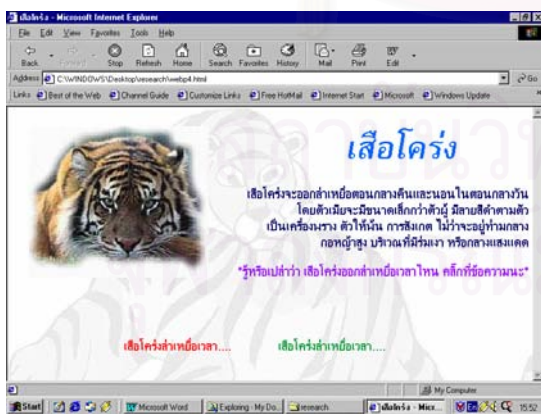 เสือโคร่ง - Microsoft Internet Explorer
File Edit View Favorites Tools Help
Back Forward Stop Refresh Home Search Favorites History Mail Print Edit
Address C:\WINDOWS\Desktop\research\webp4.html Go
Links Best of the Web Channel Guide Customize Links Free HotMail Internet Start Microsoft Windows Update
เสือโคร่ง
เสือโคร่งจะออกล่าเหยื่อตอนกลางคืนและนอนในตอนกลางวัน
โดยตัวเมียจะมีขนาดเล็กกว่าตัวผู้ มีลายสีดำตามตัว
เป็นเครื่องพราง ตัวให้พ้น การสังเกต ไม่ว่าจะอยู่ท่ามกลาง
กอหญ้าสูง บริเวณที่มีร่มเงา หรือกลางแสงแดด
*รู้หรือเปล่าว่า เสือโคร่งออกล่าเหยื่อเวลาไหน คลิ๊กที่ข้อความนะ*
เสือโคร่งล่าเหยื่อเวลา.... เสือโคร่งล่าเหยื่อเวลา....
My Computer
Start Microsoft Word Exploring - My Do... research เสือโคร่ง - Micr... 15:52